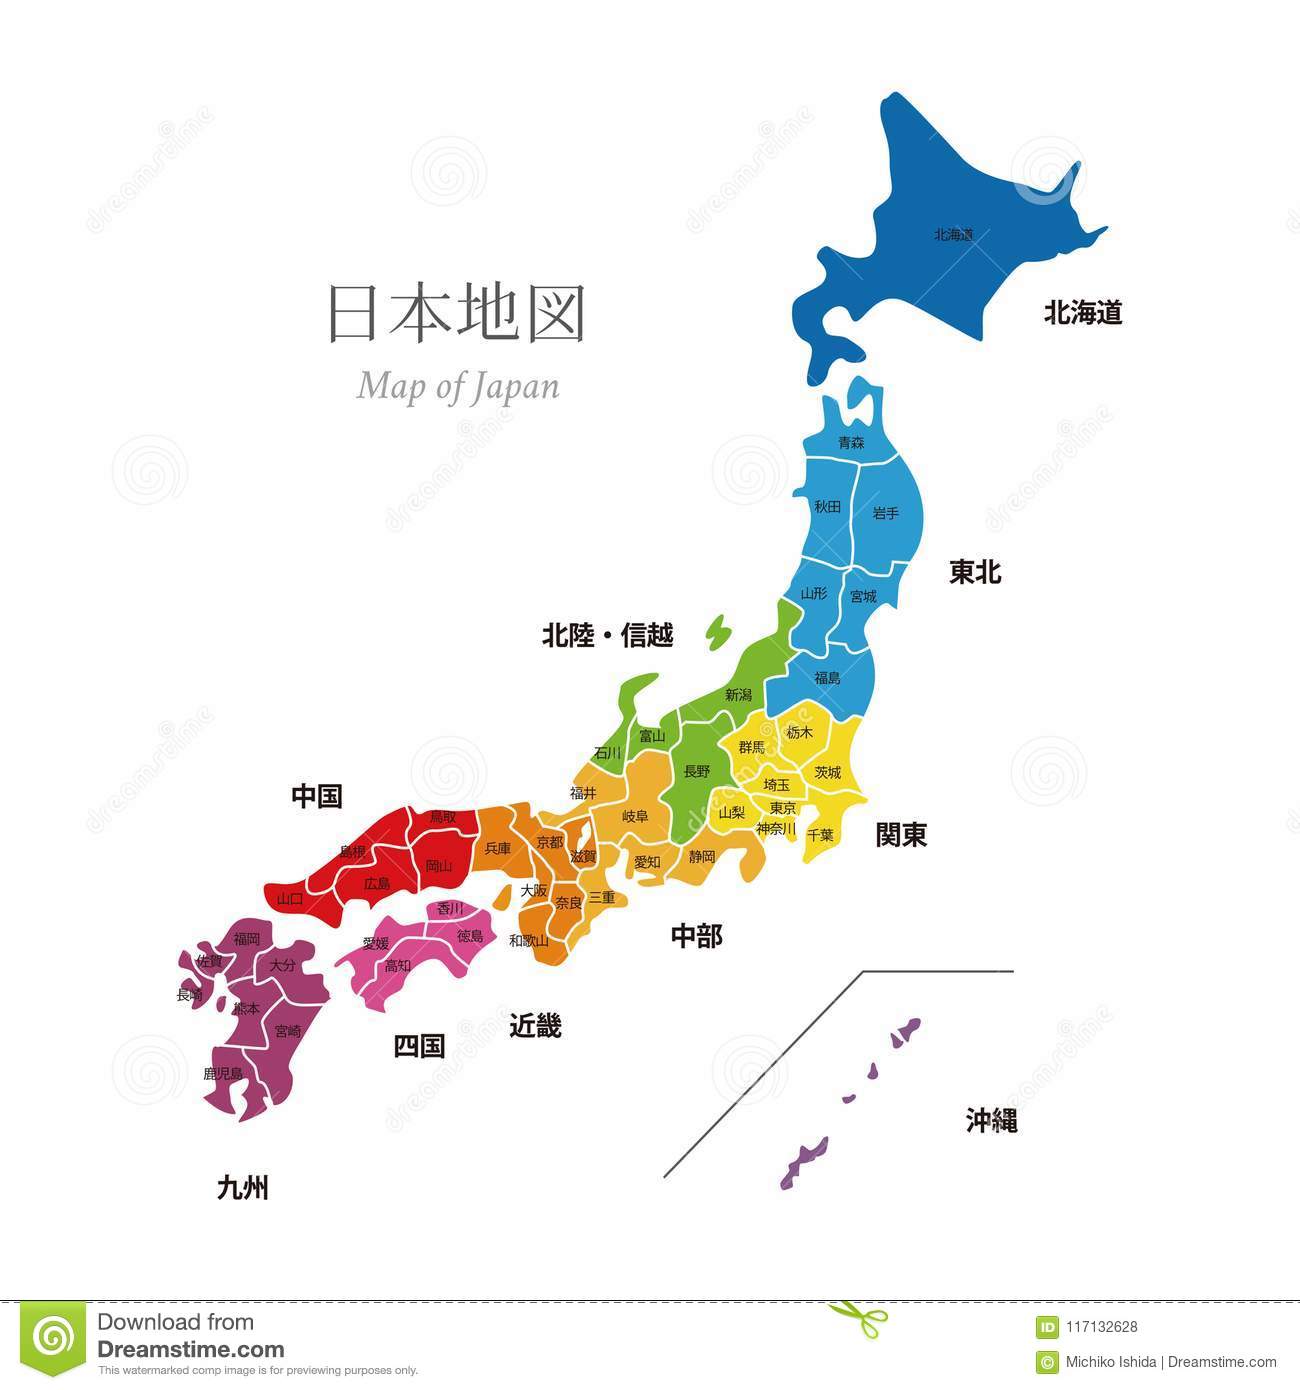 日本地図
Map of Japan
北海道
北海道
青森
秋田
岩手
東北
山形
宮城
北陸・信越
福島
新潟
富山
石川
群馬
栃木
長野
茨城
埼玉
福井
中国
東京
山梨
岐阜
鳥取
神奈川
千葉
関東
京都
兵庫
島根
滋賀
静岡
愛知
岡山
広島
大阪
三重
山口
奈良
香川
中部
徳島
福岡
和歌山
愛媛
佐賀
大分
高知
長崎
熊本
近畿
宮崎
四国
鹿児島
沖縄
九州
dreamstime
Download from
Dreamstime.com
This watermarked comp image is for previewing purposes only.
ID 117132628
© Michiko Ishida | Dreamstime.com